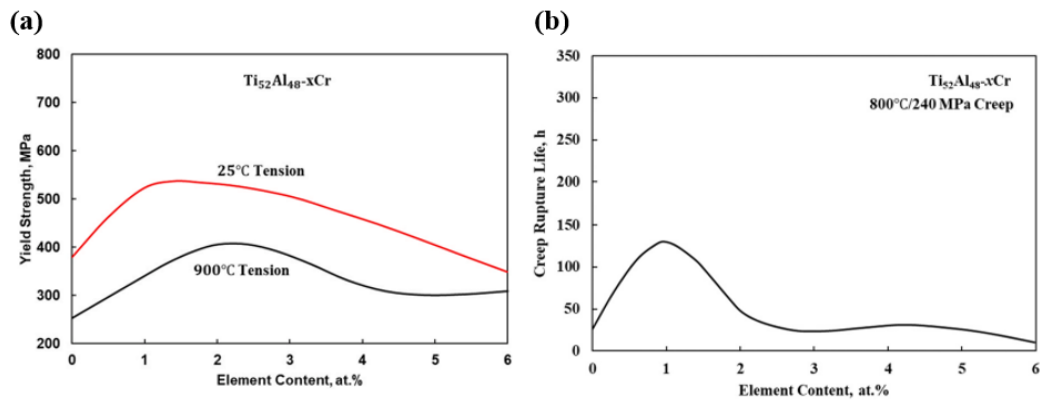 (a)
800
700
600
500
400
300
200
Yield Strength, MPa
Ti₅₂Al₄₈-xCr
25℃ Tension
900℃ Tension
0 1 2 3 4 5 6
Element Content, at.%
(b)
350
300
250
200
150
100
50
0
Creep Rupture Life, h
Ti₅₂Al₄₈-xCr
800℃/240 MPa Creep
0 1 2 3 4 5 6
Element Content, at.%